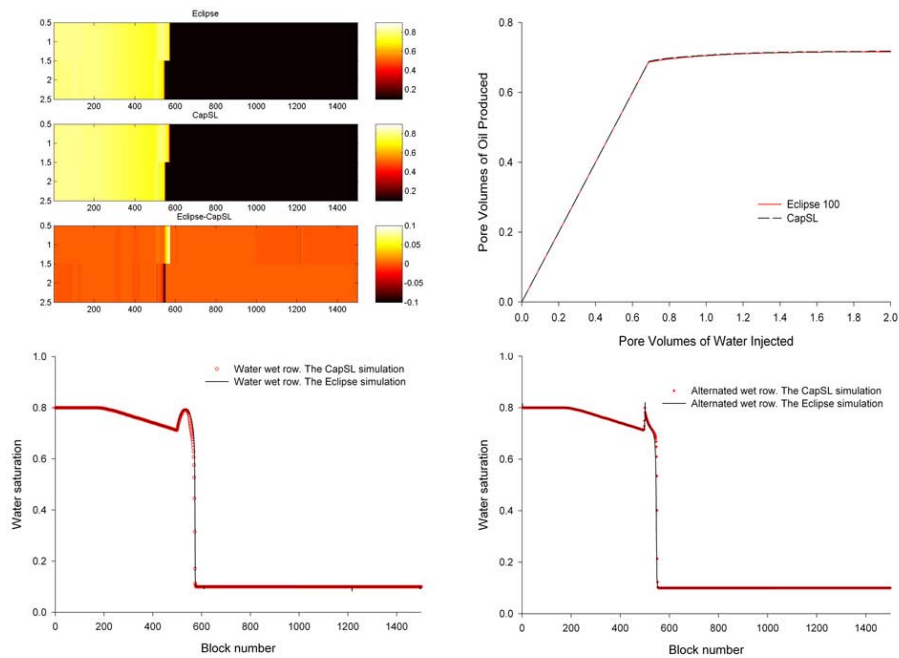 Eclipse
0.5
1
1.5
2
2.5
200 400 600 800 1000 1200 1400
0.8
0.6
0.4
0.2
CapSL
0.5
1
1.5
2
2.5
200 400 600 800 1000 1200 1400
0.8
0.6
0.4
0.2
Eclipse-CapSL
0.5
1
1.5
2
2.5
200 400 600 800 1000 1200 1400
0.1
0.05
0
-0.05
-0.1
Pore Volumes of Oil Produced
0.8
0.6
0.4
0.2
0.0
Eclipse 100
CapSL
0.0 0.2 0.4 0.6 0.8 1.0 1.2 1.4 1.6 1.8 2.0
Pore Volumes of Water Injected
Water saturation
1.0
0.8
0.6
0.4
0.2
0.0
Water wet row. The CapSL simulation
Water wet row. The Eclipse simulation
0 200 400 600 800 1000 1200 1400
Block number
Water saturation
1.0
0.8
0.6
0.4
0.2
0.0
Alternated wet row. The CapSL simulation
Alternated wet row. The Eclipse simulation
0 200 400 600 800 1000 1200 1400
Block number